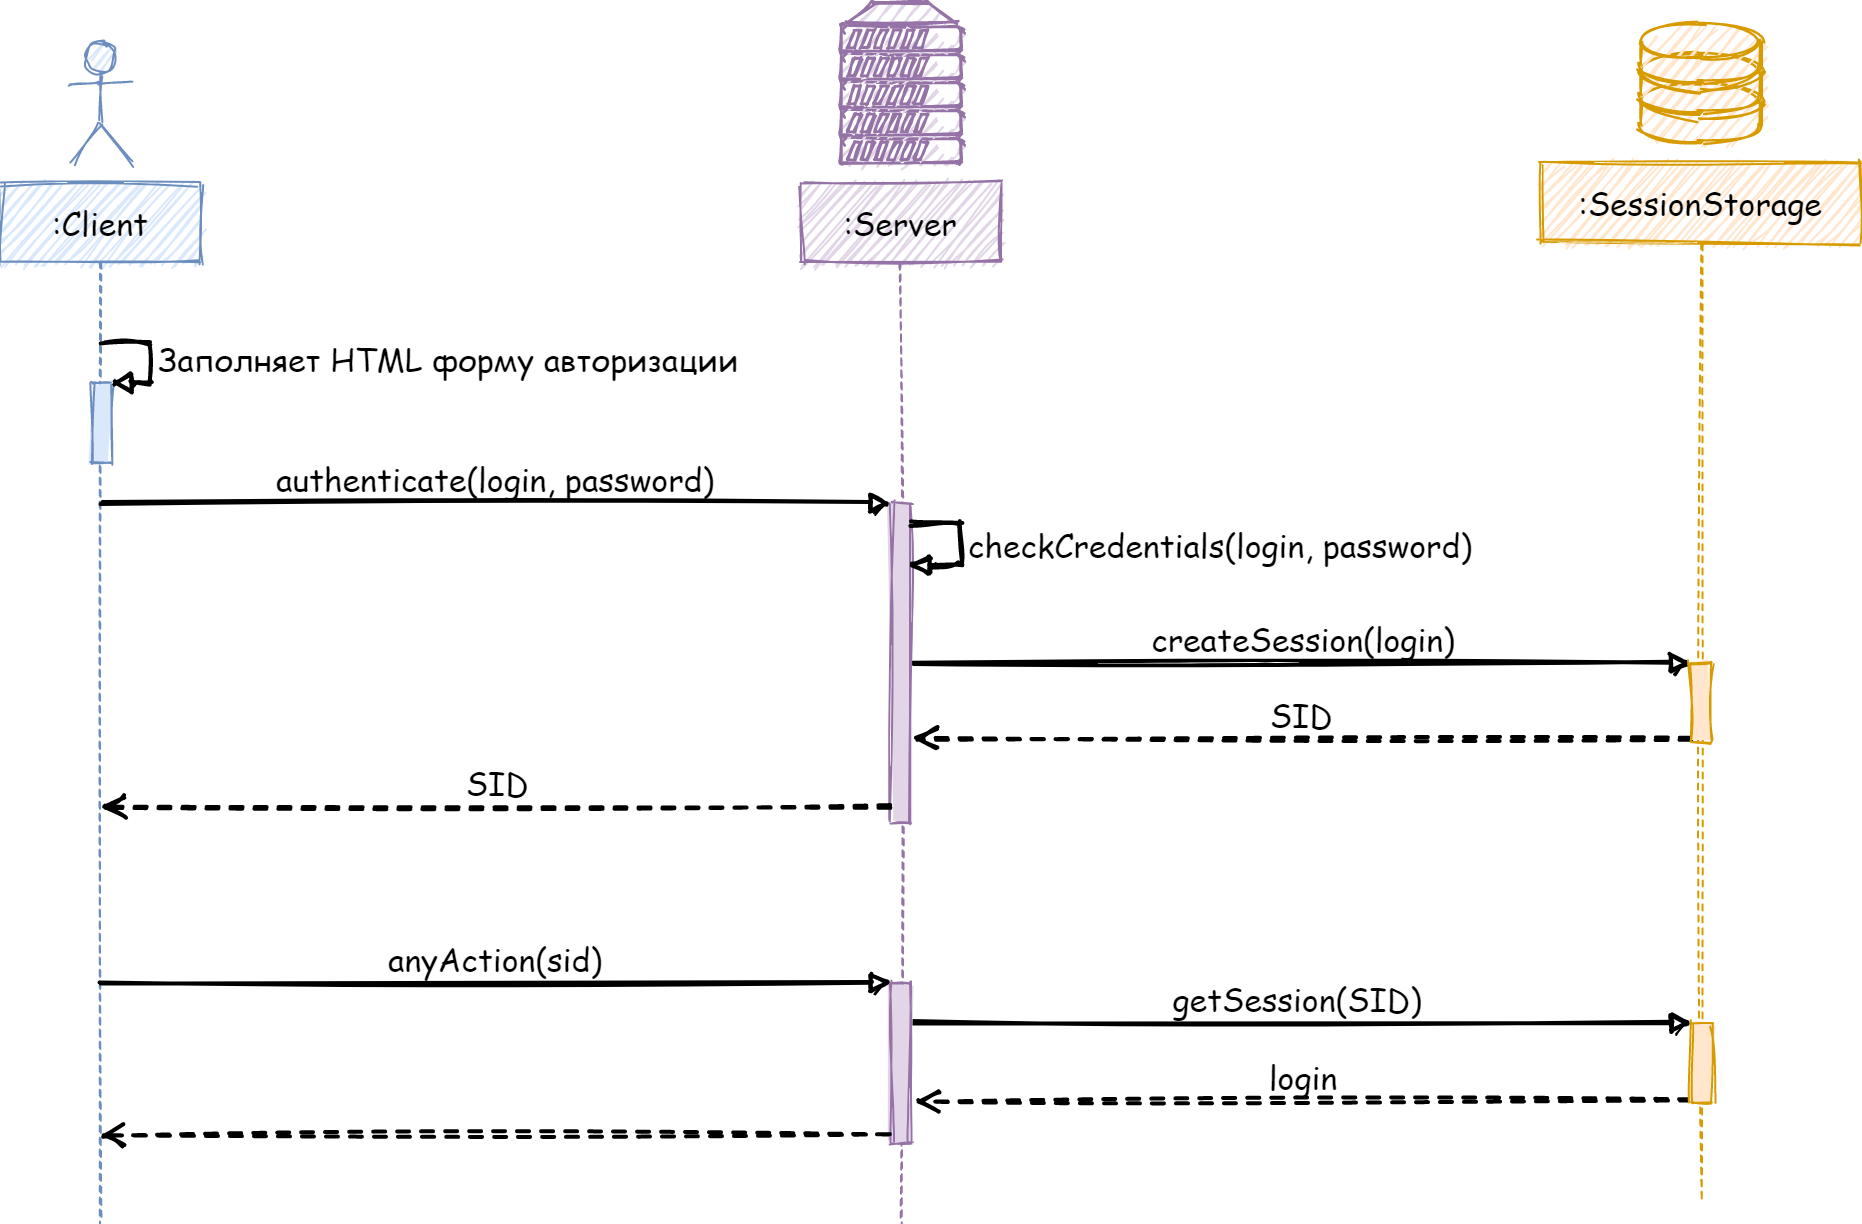 :Client
:Server
:SessionStorage
Заполняет HTML форму авторизации
authenticate(login, password)
checkCredentials(login, password)
createSession(login)
SID
SID
anyAction(sid)
getSession(SID)
login